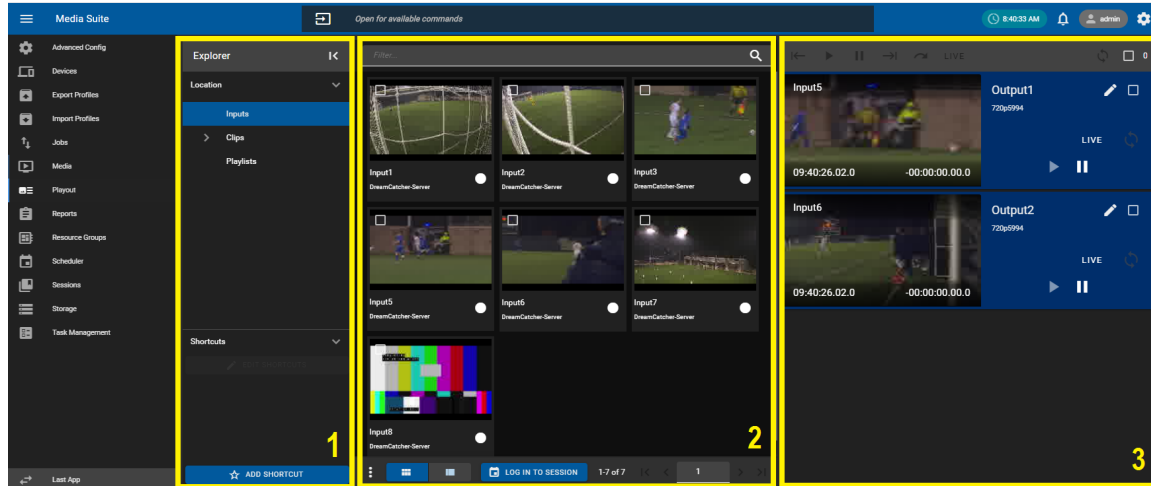 Media Suite
Open for available commands
8:40:33 AM
admin
Advanced Config
Devices
Export Profiles
Import Profiles
Jobs
Media
Playout
Reports
Resource Groups
Scheduler
Sessions
Storage
Task Management
Last App
Explorer
Location
Inputs
Clips
Playlists
Shortcuts
EDIT SHORTCUTS
ADD SHORTCUT
1
Filter...
Input1
DreamCatcher-Server
Input2
DreamCatcher-Server
Input3
DreamCatcher-Server
Input5
DreamCatcher-Server
Input6
DreamCatcher-Server
Input7
DreamCatcher-Server
Input8
DreamCatcher-Server
LOG IN TO SESSION
1-7 of 7
1
2
LIVE
0
Input5
09:40:26.02.0
-00:00:00.00.0
Output1
720p5994
LIVE
Input6
09:40:26.02.0
-00:00:00.00.0
Output2
720p5994
LIVE
3